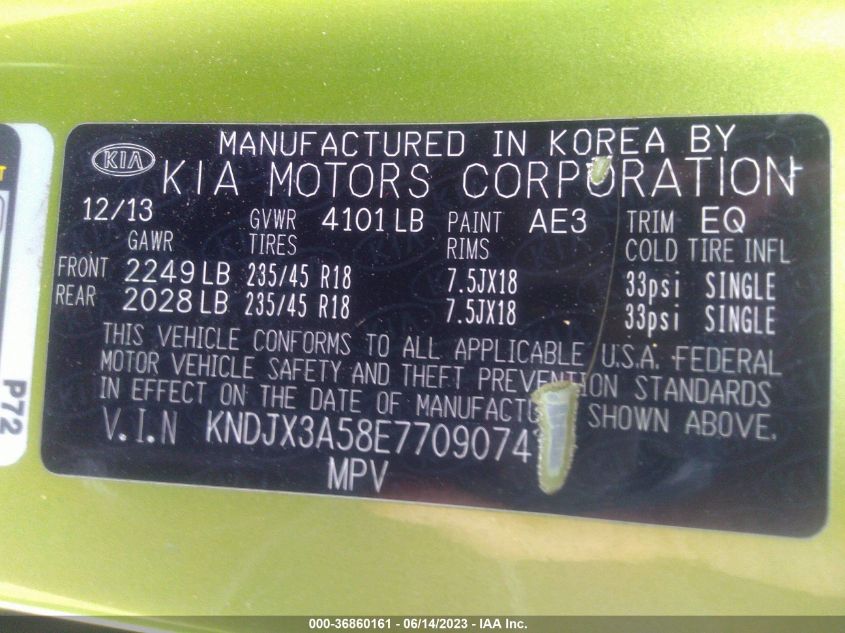 MANUFACTURED IN KOREA BY
KIA KIA MOTORS CORPORATION
12/13 GVWR 4101 LB PAINT AE3 TRIM EQ
GAWR TIRES RIMS COLD TIRE INFL
FRONT 2249 LB 235/45 R18 7.5JX18 33psi SINGLE
REAR 2028 LB 235/45 R18 7.5JX18 33psi SINGLE
THIS VEHICLE CONFORMS TO ALL APPLICABLE U.S.A. FEDERAL
MOTOR VEHICLE SAFETY AND THEFT PREVENTION STANDARDS
IN EFFECT ON THE DATE OF MANUFACTURE SHOWN ABOVE.
V.I.N KNDJX3A58E7709074
MPV
P72
000-36860161 - 06/14/2023 - IAA Inc.